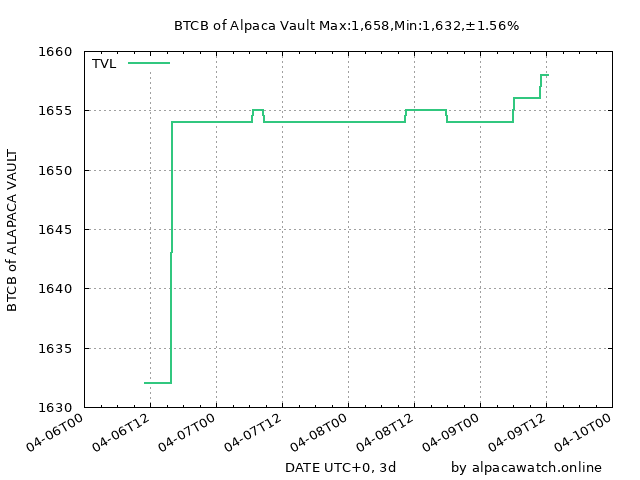 BTCB of Alpaca Vault Max:1,658,Min:1,632,±1.56%
TVL
1660
1655
1650
1645
1640
1635
1630
BTCB of ALAPACA VAULT
04-06T00
04-06T12
04-07T00
04-07T12
04-08T00
04-08T12
04-09T00
04-09T12
04-10T00
DATE UTC+0, 3d
by alpacawatch.online